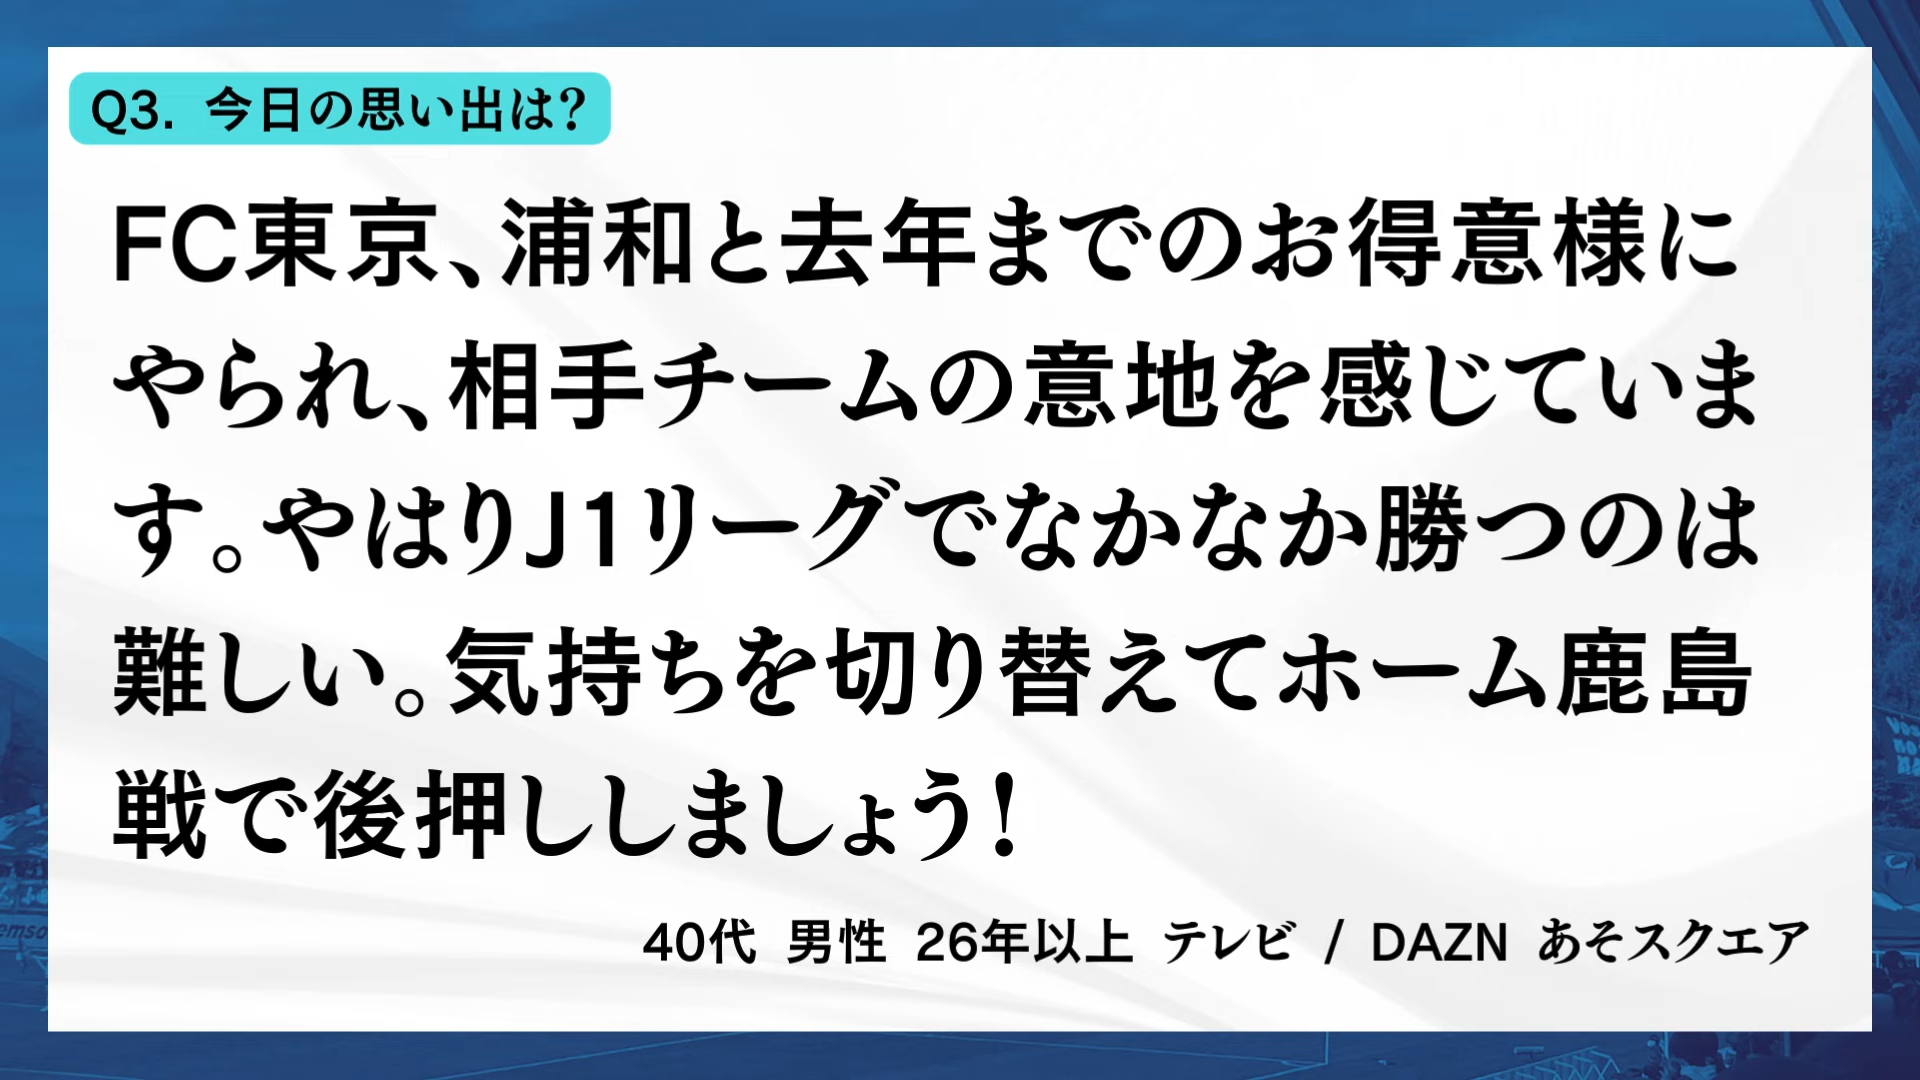 Q3. 今日の思い出は？
FC東京、浦和と去年までのお得意様に
やられ、相手チームの意地を感じていま
す。やはりJ1リーグでなかなか勝つのは
難しい。気持ちを切り替えてホーム鹿島
戦で後押ししましょう！
40代 男性 26年以上 テレビ / DAZN あそスクエア